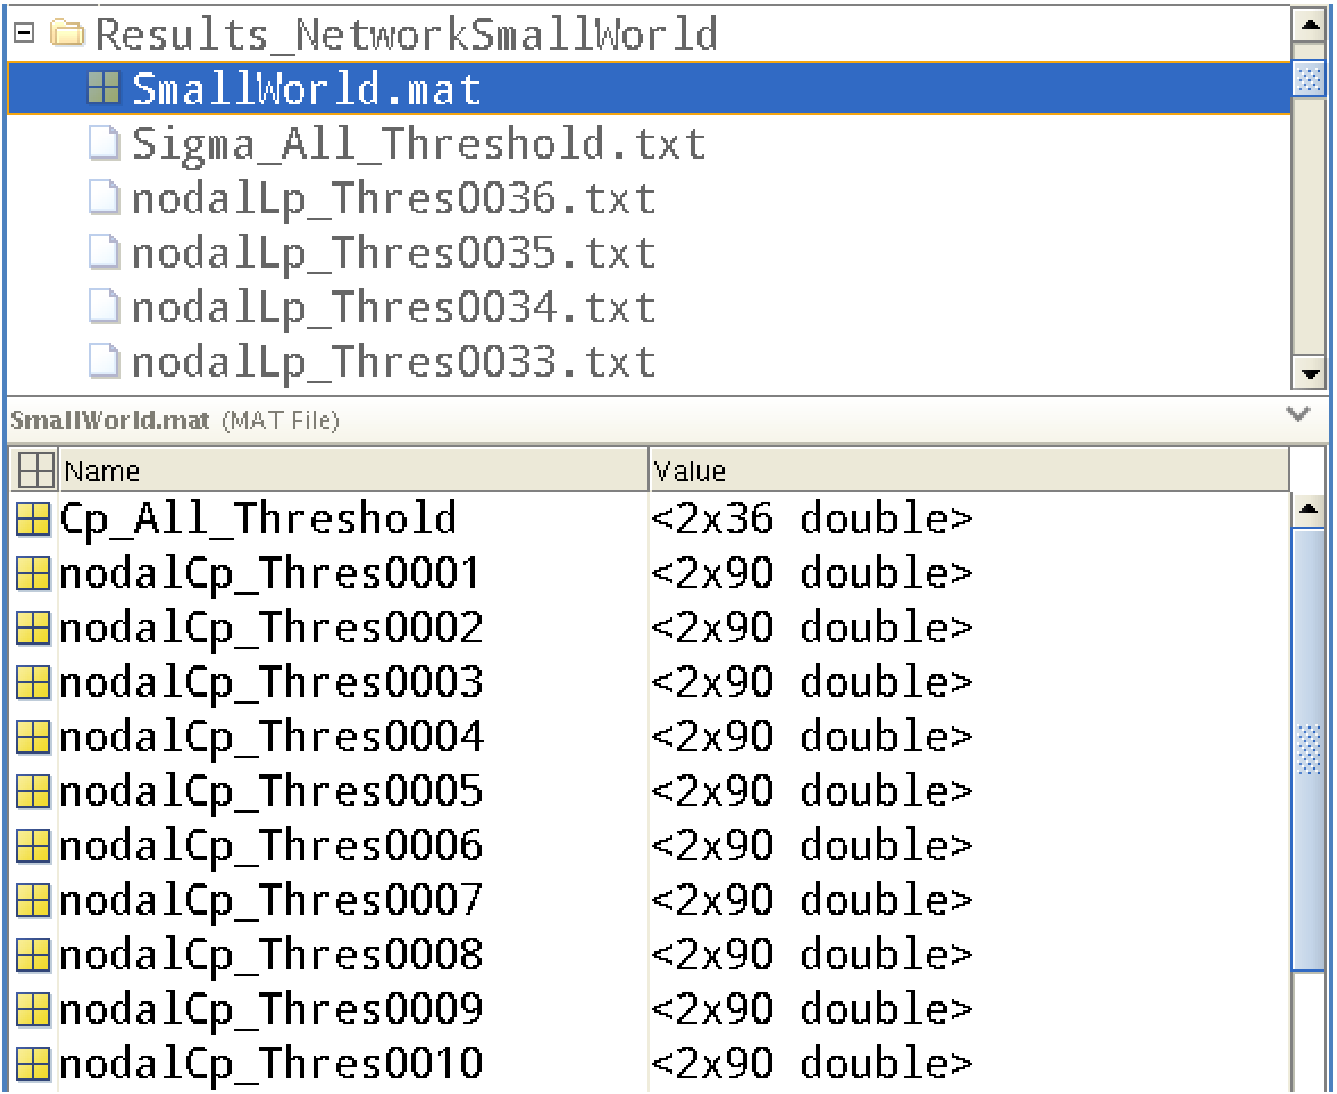 Results_NetworkSmallWorld
SmallWorld.mat
Sigma_All_Threshold.txt
nodalLp_Thres0036.txt
nodalLp_Thres0035.txt
nodalLp_Thres0034.txt
nodalLp_Thres0033.txt
SmallWorld.mat (MAT File)
Name Value
Cp_All_Threshold <2x36 double>
nodalCp_Thres0001 <2x90 double>
nodalCp_Thres0002 <2x90 double>
nodalCp_Thres0003 <2x90 double>
nodalCp_Thres0004 <2x90 double>
nodalCp_Thres0005 <2x90 double>
nodalCp_Thres0006 <2x90 double>
nodalCp_Thres0007 <2x90 double>
nodalCp_Thres0008 <2x90 double>
nodalCp_Thres0009 <2x90 double>
nodalCp_Thres0010 <2x90 double>